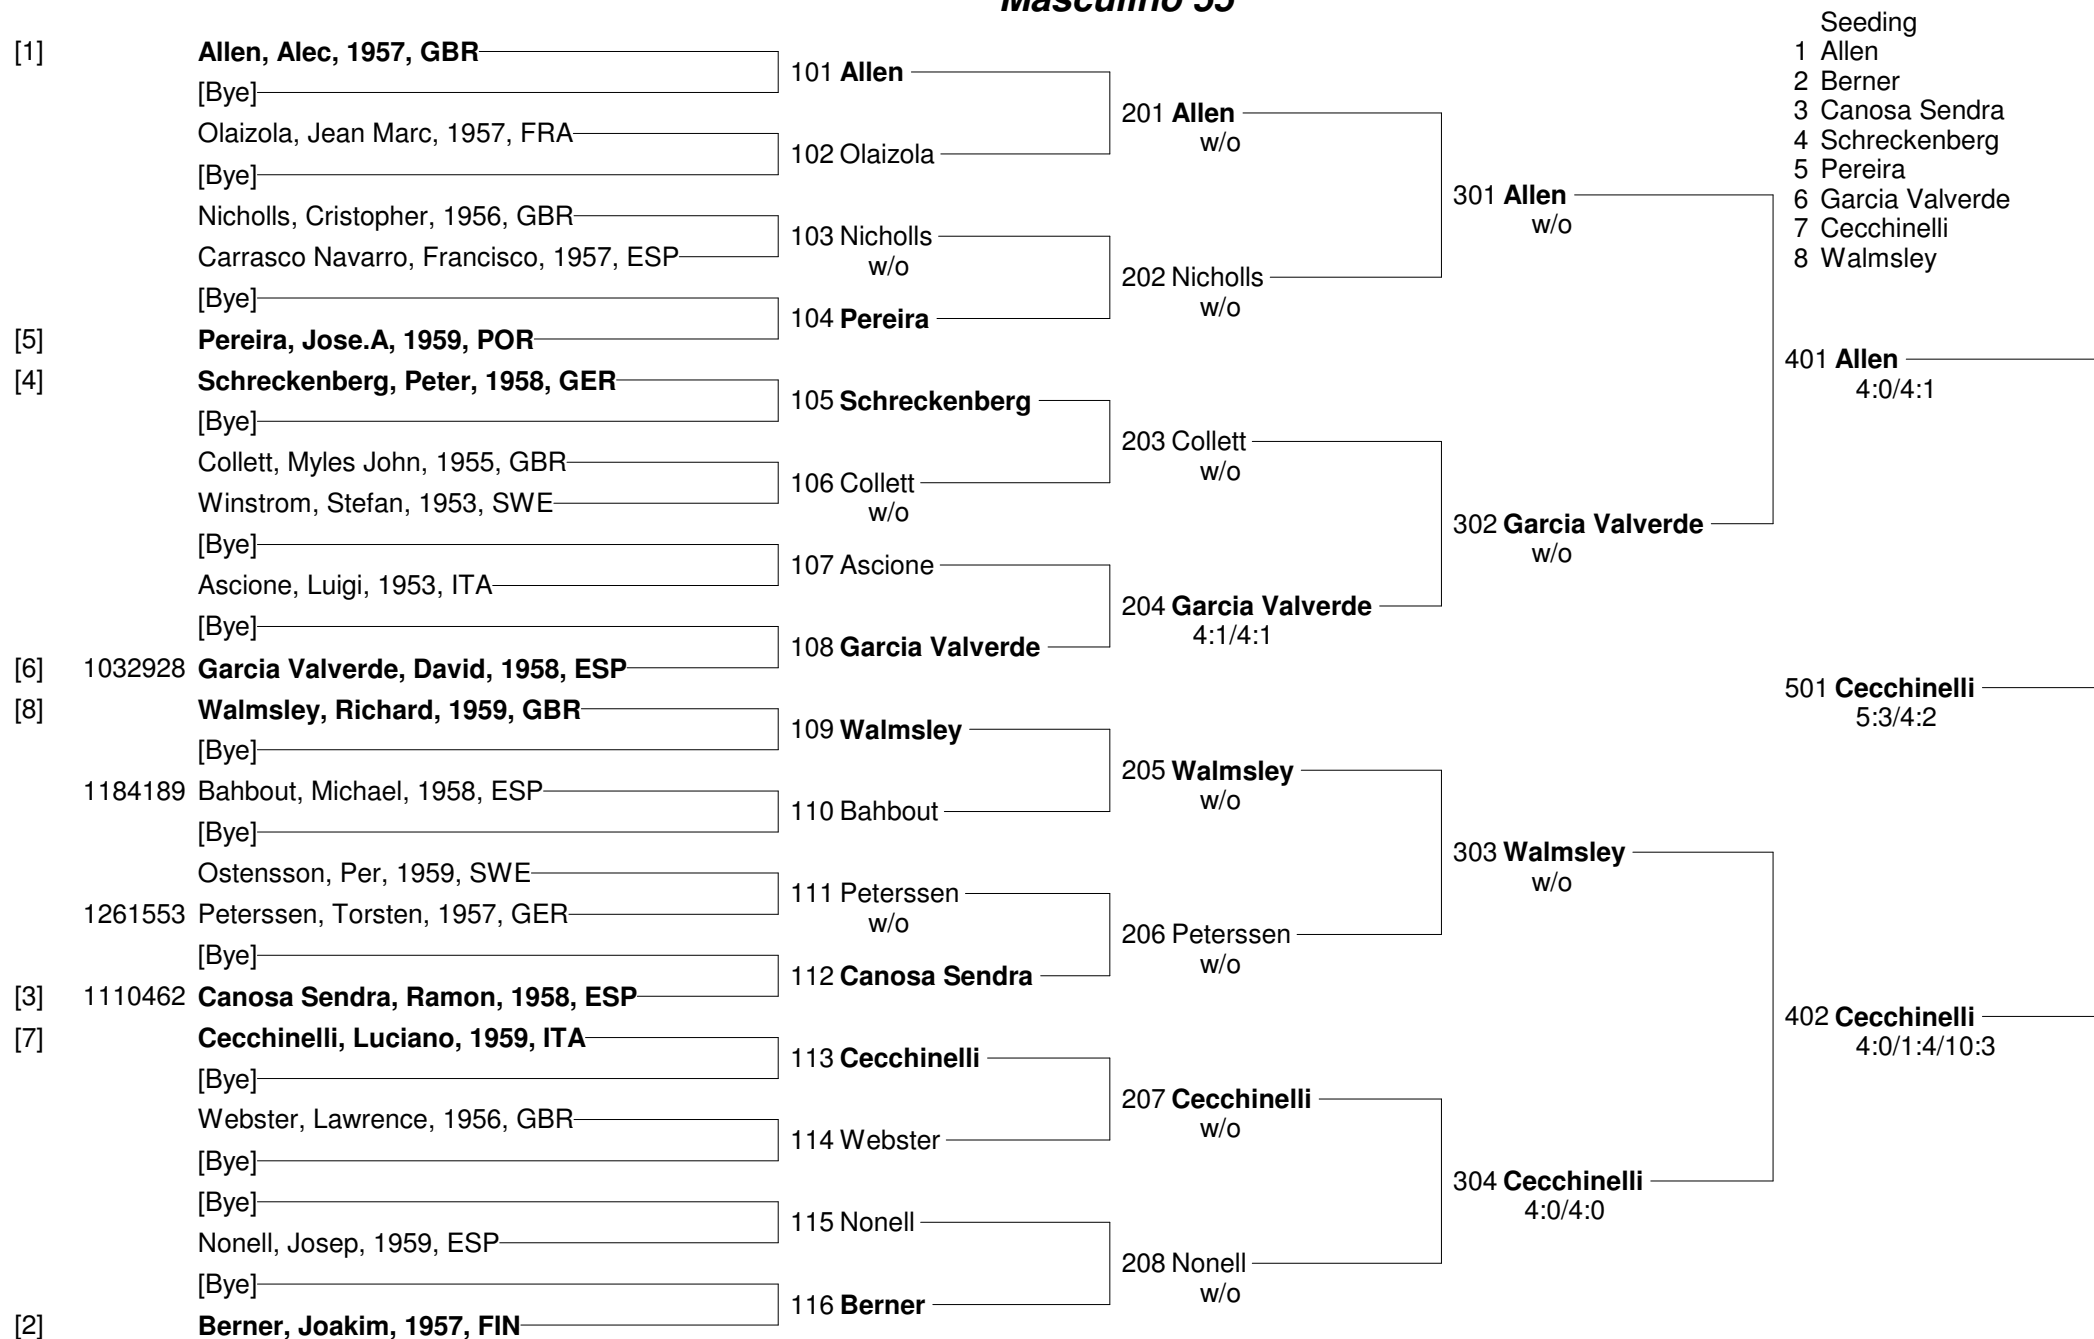 Masculino 55
Seeding
1 Allen
2 Berner
3 Canosa Sendra
4 Schreckenberg
5 Pereira
6 Garcia Valverde
7 Cecchinelli
8 Walmsley
[1] Allen, Alec, 1957, GBR
[Bye]
Olaizola, Jean Marc, 1957, FRA
[Bye]
Nicholls, Cristopher, 1956, GBR
Carrasco Navarro, Francisco, 1957, ESP
[Bye]
[5] Pereira, Jose.A, 1959, POR
[4] Schreckenberg, Peter, 1958, GER
[Bye]
Collett, Myles John, 1955, GBR
Winstrom, Stefan, 1953, SWE
[Bye]
Ascione, Luigi, 1953, ITA
[Bye]
[6] 1032928 Garcia Valverde, David, 1958, ESP
[8] Walmsley, Richard, 1959, GBR
[Bye]
1184189 Bahbout, Michael, 1958, ESP
[Bye]
Ostensson, Per, 1959, SWE
1261553 Peterssen, Torsten, 1957, GER
[Bye]
[3] 1110462 Canosa Sendra, Ramon, 1958, ESP
[7] Cecchinelli, Luciano, 1959, ITA
[Bye]
Webster, Lawrence, 1956, GBR
[Bye]
[Bye]
Nonell, Josep, 1959, ESP
[Bye]
[2] Berner, Joakim, 1957, FIN
101 Allen
102 Olaizola
103 Nicholls
w/o
104 Pereira
105 Schreckenberg
106 Collett
w/o
107 Ascione
108 Garcia Valverde
109 Walmsley
110 Bahbout
111 Peterssen
w/o
112 Canosa Sendra
113 Cecchinelli
114 Webster
115 Nonell
116 Berner
201 Allen
w/o
202 Nicholls
w/o
203 Collett
w/o
204 Garcia Valverde
4:1/4:1
205 Walmsley
w/o
206 Peterssen
w/o
207 Cecchinelli
w/o
208 Nonell
w/o
301 Allen
w/o
302 Garcia Valverde
w/o
303 Walmsley
w/o
304 Cecchinelli
4:0/4:0
401 Allen
4:0/4:1
501 Cecchinelli
5:3/4:2
402 Cecchinelli
4:0/1:4/10:3